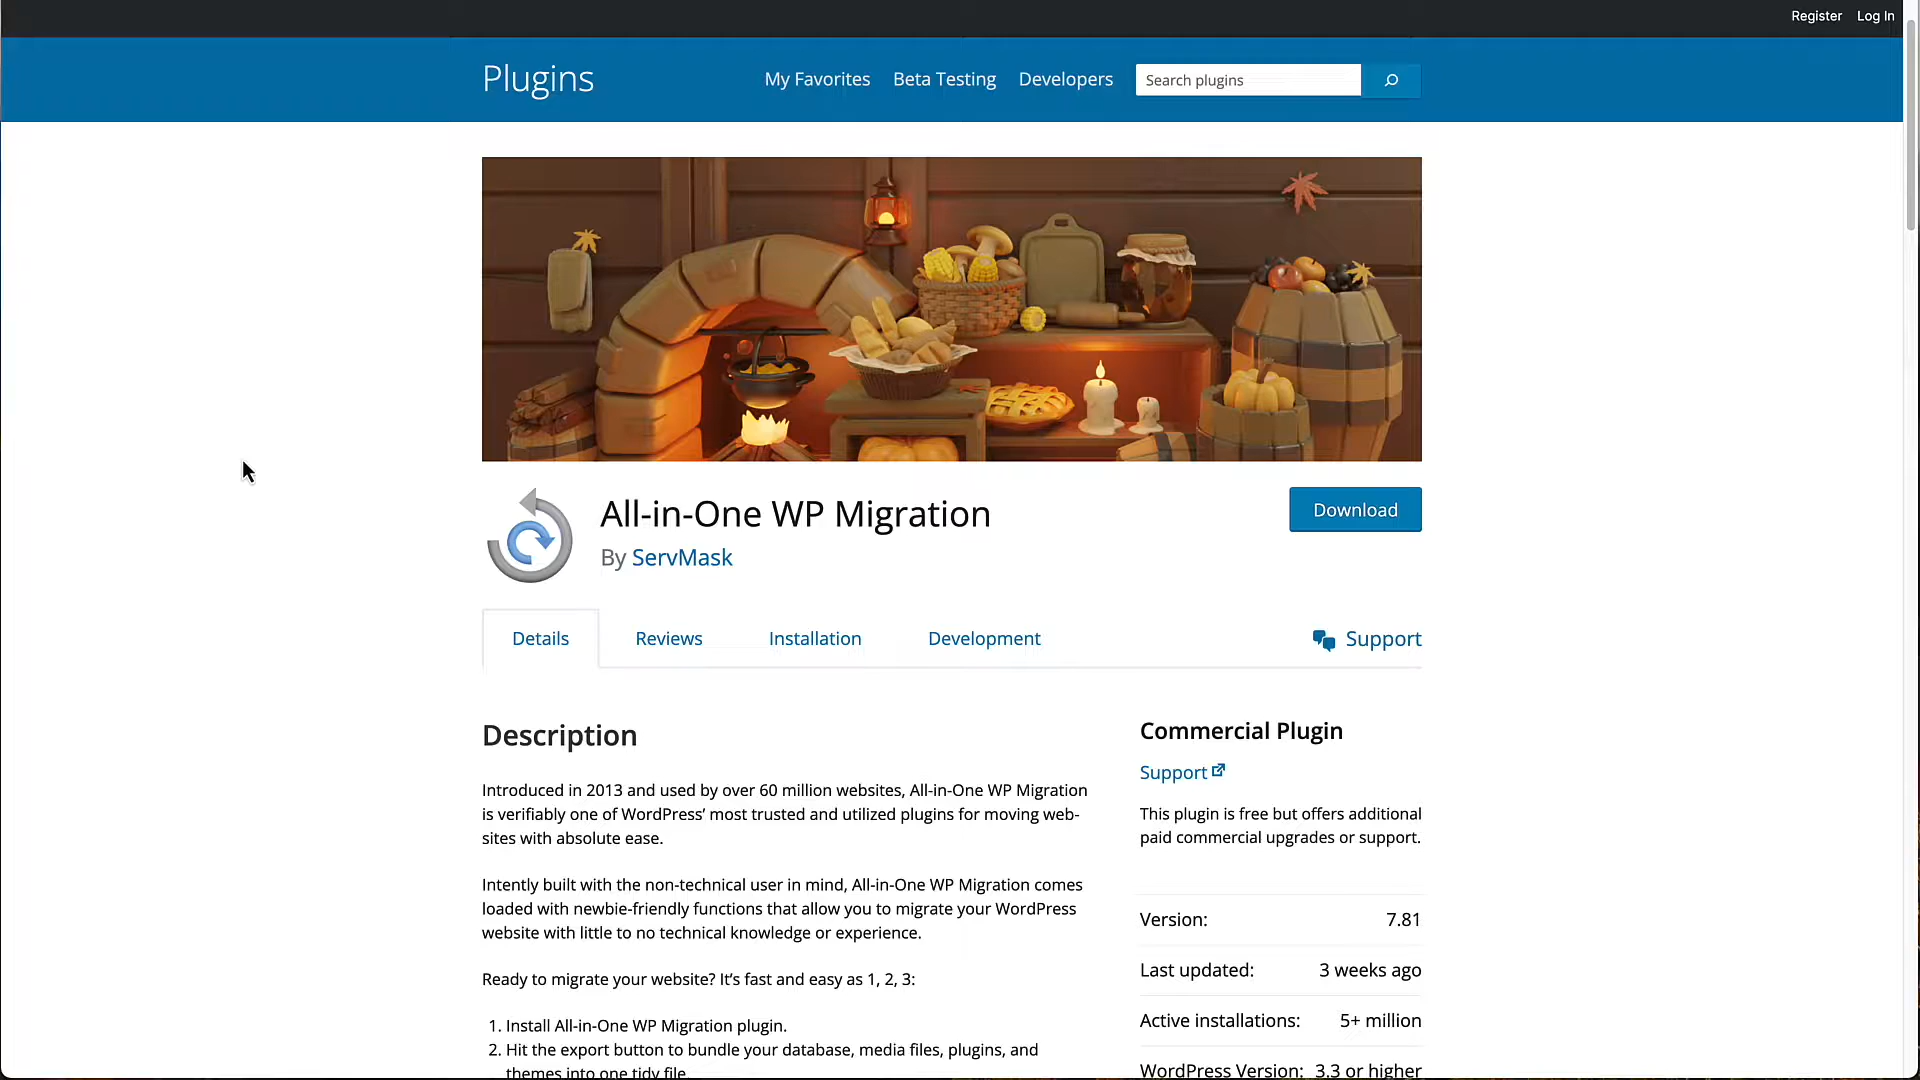 Register Log In
Plugins My Favorites Beta Testing Developers Search plugins
All-in-One WP Migration
Download
By ServMask
Details Reviews Installation Development Support
Description
Introduced in 2013 and used by over 60 million websites, All-in-One WP Migration
is verifiably one of WordPress’ most trusted and utilized plugins for moving web-
sites with absolute ease.
Intently built with the non-technical user in mind, All-in-One WP Migration comes
loaded with newbie-friendly functions that allow you to migrate your WordPress
website with little to no technical knowledge or experience.
Ready to migrate your website? It’s fast and easy as 1, 2, 3:
1. Install All-in-One WP Migration plugin.
2. Hit the export button to bundle your database, media files, plugins, and
themes into one tidy file.
Commercial Plugin
Support
This plugin is free but offers additional
paid commercial upgrades or support.
Version: 7.81
Last updated: 3 weeks ago
Active installations: 5+ million
WordPress Version: 3.3 or higher